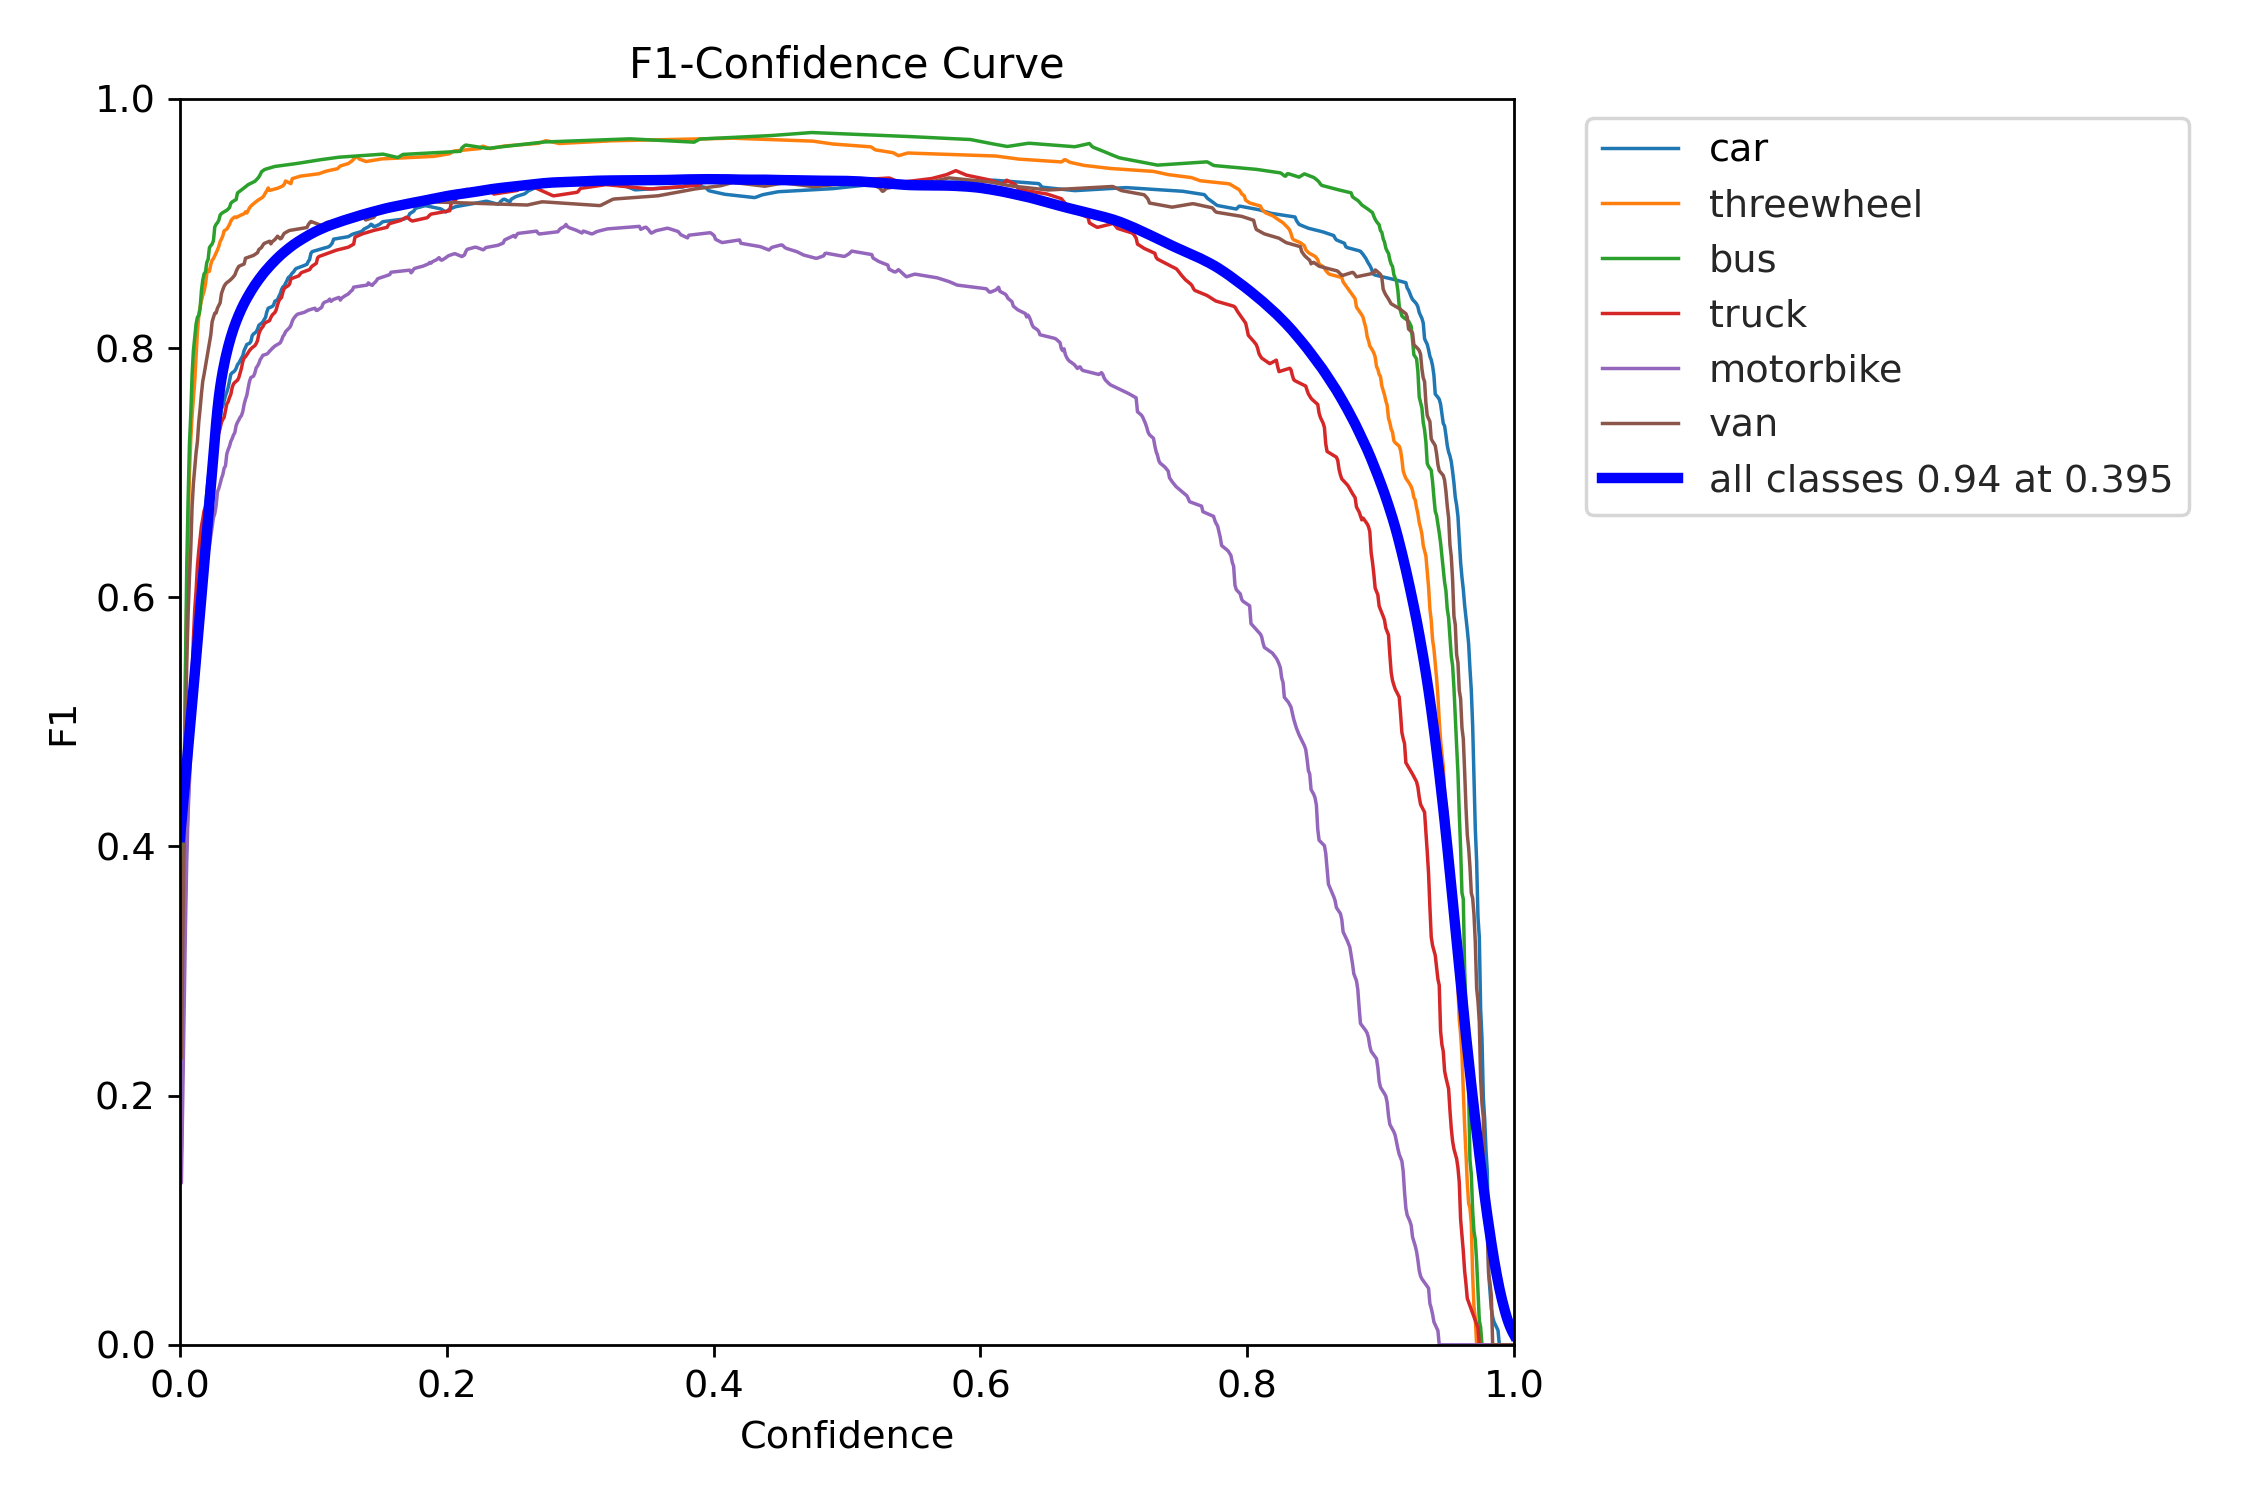 F1-Confidence Curve
1.0
0.8
0.6
0.4
0.2
0.0
F1
0.0 0.2 0.4 0.6 0.8 1.0
Confidence
car
threewheel
bus
truck
motorbike
van
all classes 0.94 at 0.395